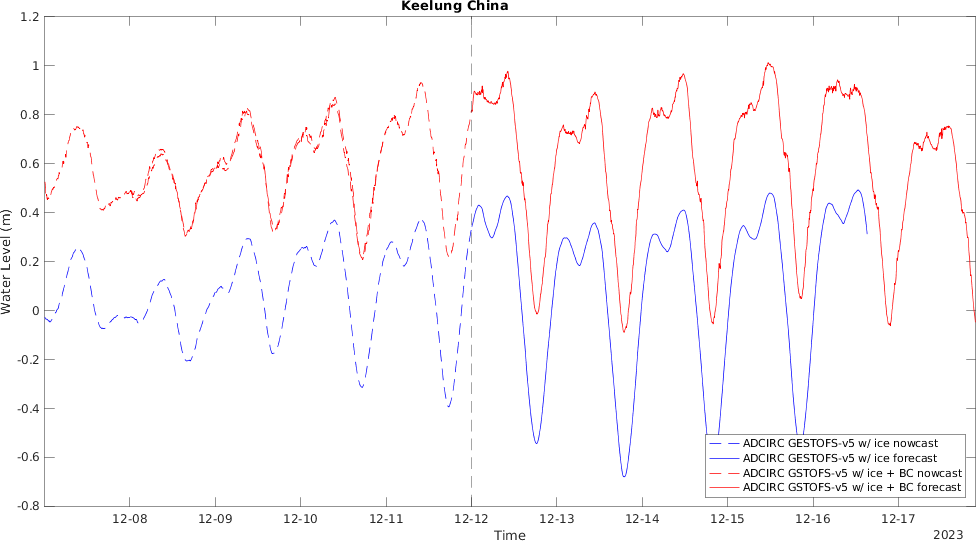 Keelung China
1.2
1
0.8
0.6
0.4
0.2
0
-0.2
-0.4
-0.6
-0.8
Water Level (m)
12-08 12-09 12-10 12-11 12-12 12-13 12-14 12-15 12-16 12-17
Time
2023
ADCIRC GESTOFS-v5 w/ ice nowcast
ADCIRC GESTOFS-v5 w/ ice forecast
ADCIRC GSTOFS-v5 w/ ice + BC nowcast
ADCIRC GSTOFS-v5 w/ ice + BC forecast